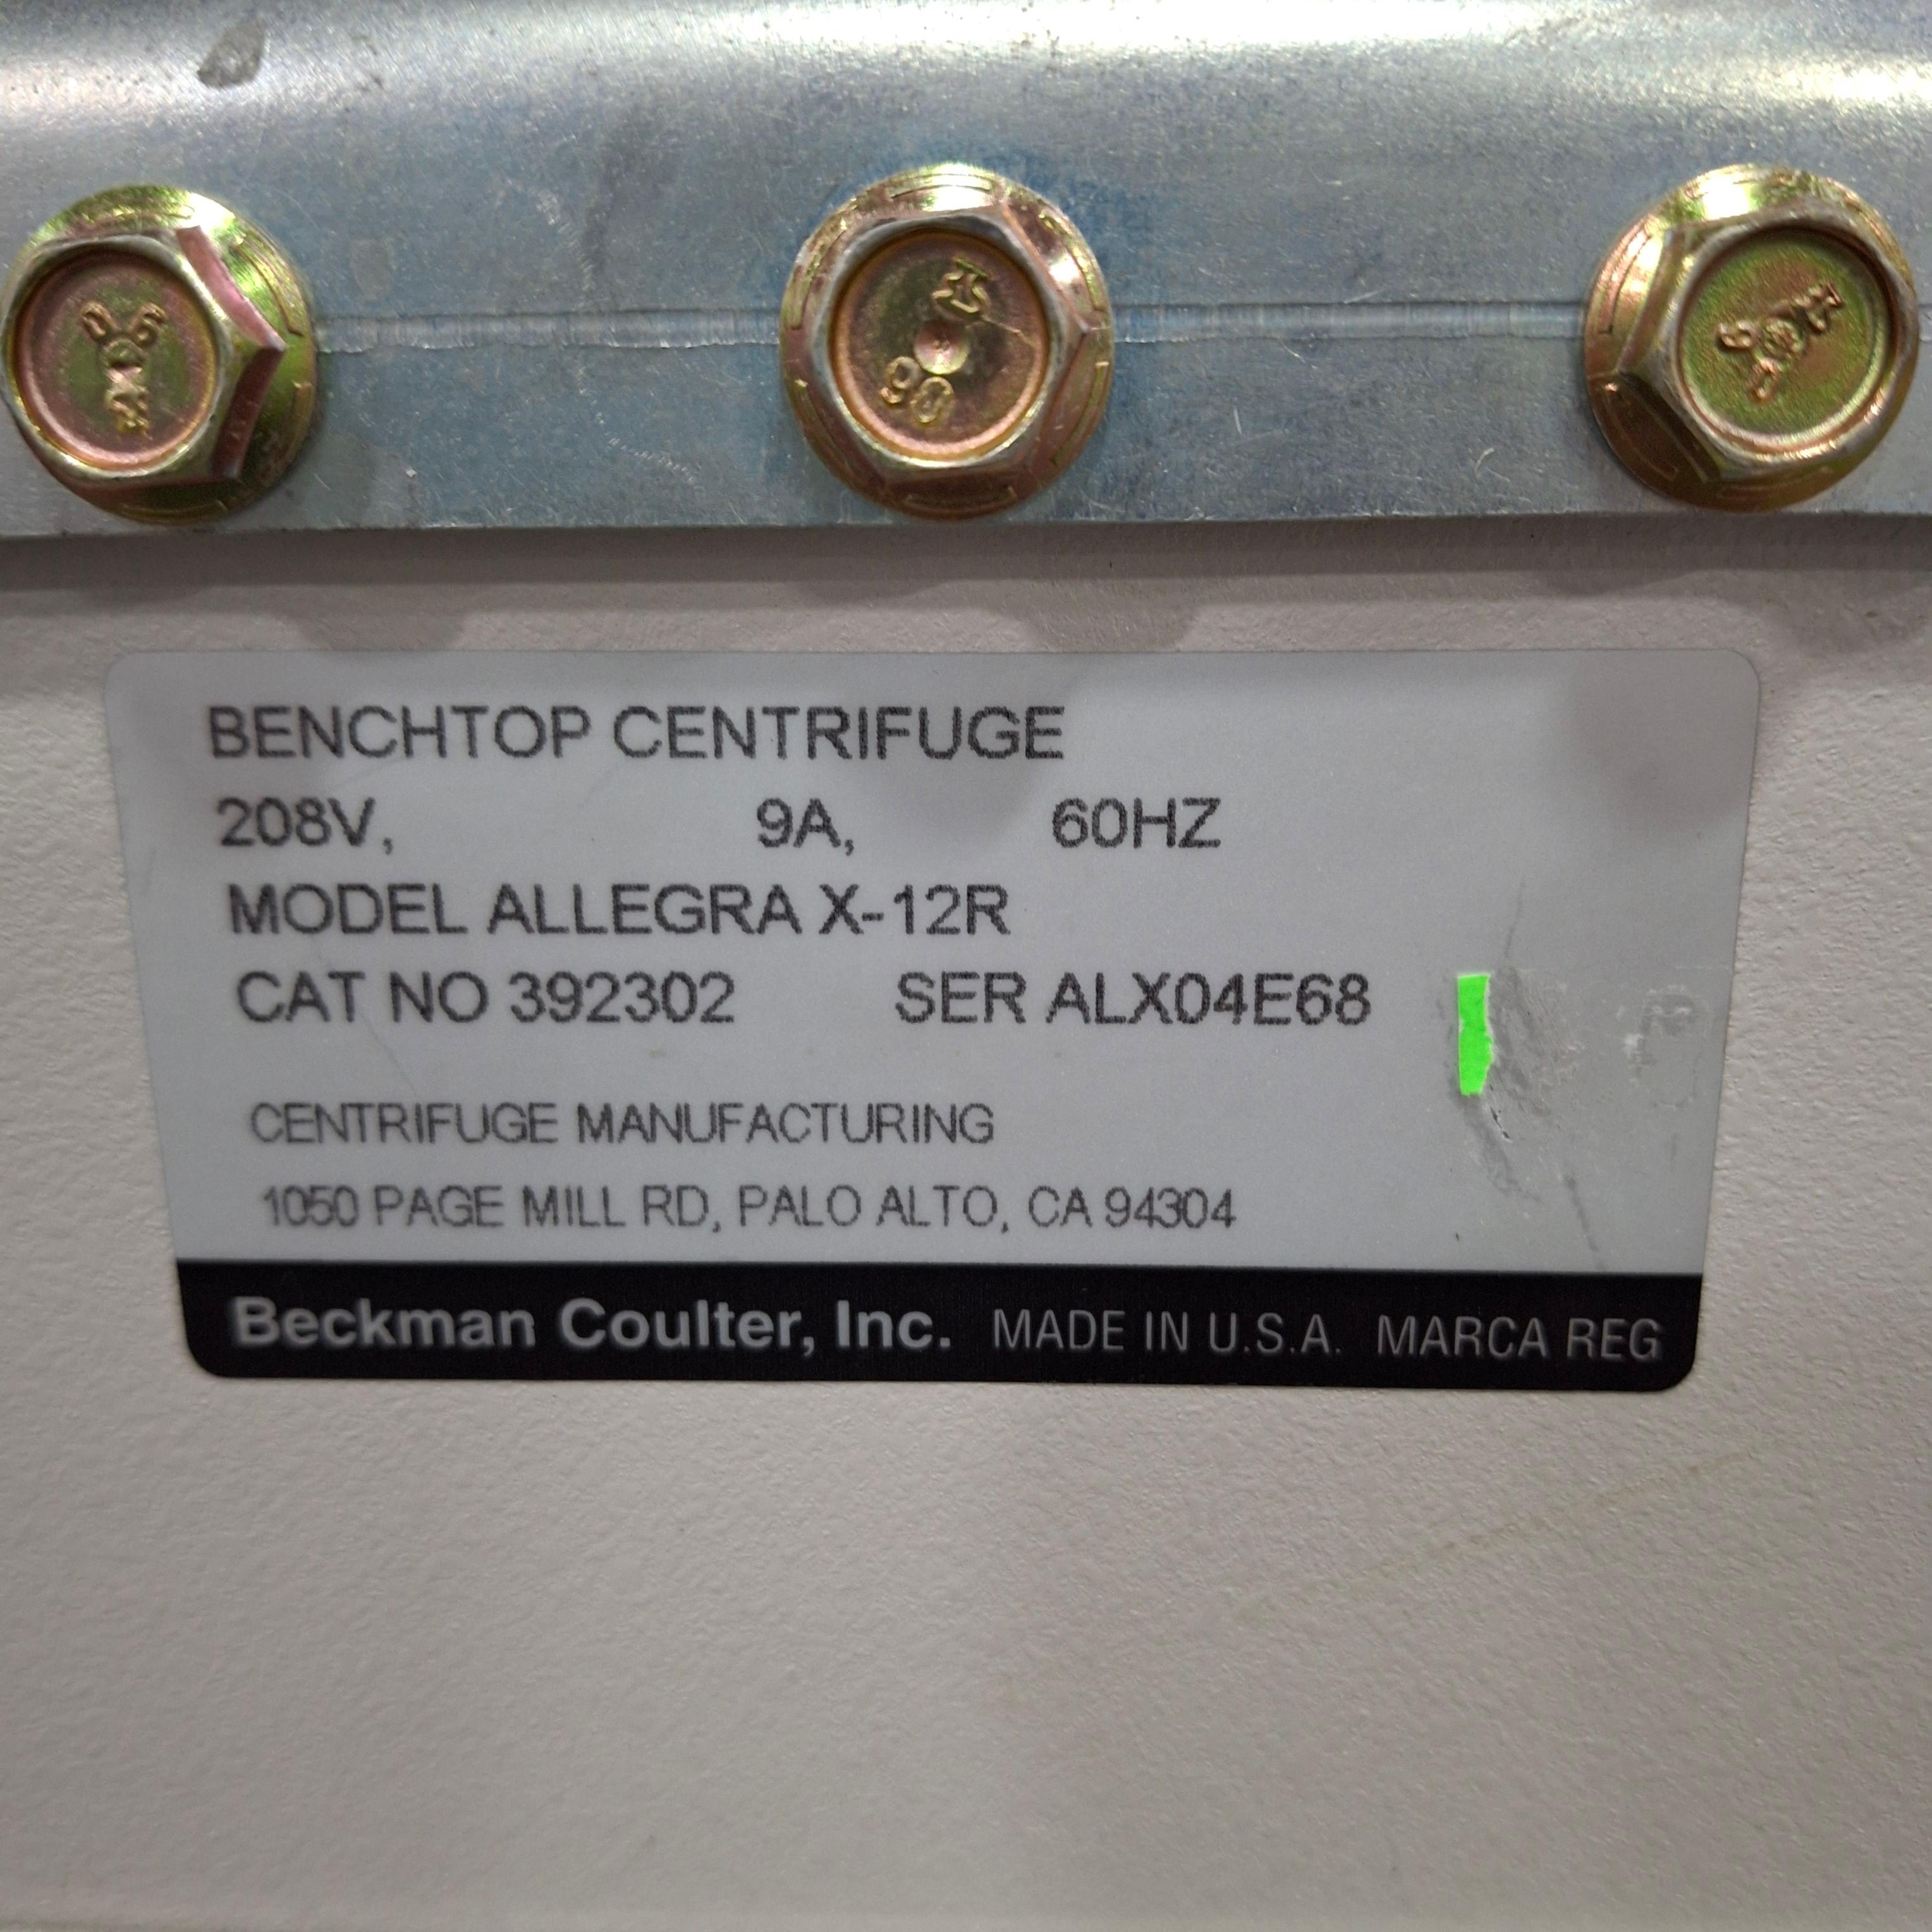 BENCHTOP CENTRIFUGE
208V, 9A, 60HZ
MODEL ALLEGRA X-12R
CAT NO 392302 SER ALX04E68
CENTRIFUGE MANUFACTURING
1050 PAGE MILL RD, PALO ALTO, CA 94304
Beckman Coulter, Inc. MADE IN U.S.A. MARCA REG